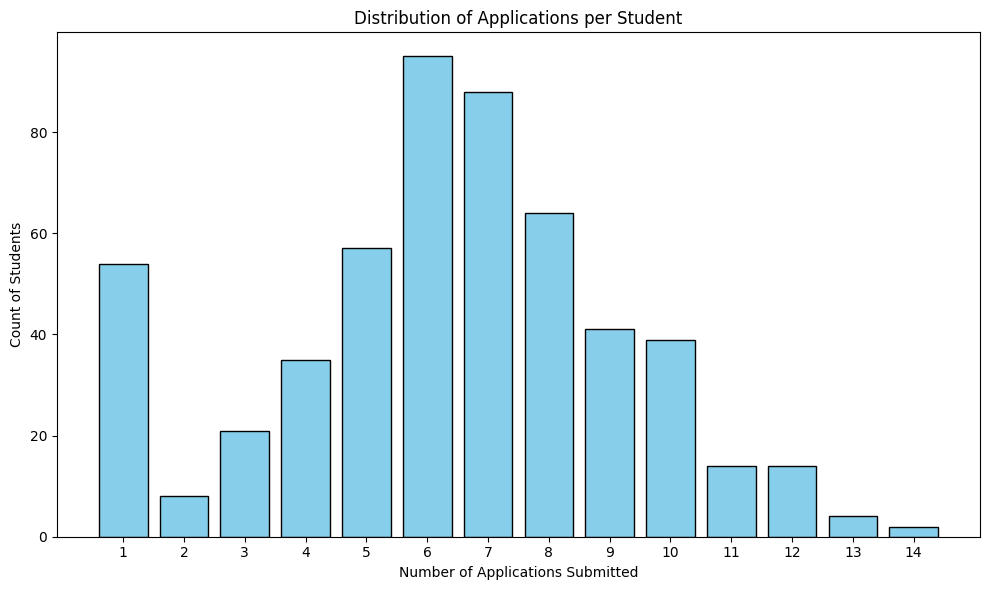 Distribution of Applications per Student
Count of Students
80
60
40
20
0
1 2 3 4 5 6 7 8 9 10 11 12 13 14
Number of Applications Submitted